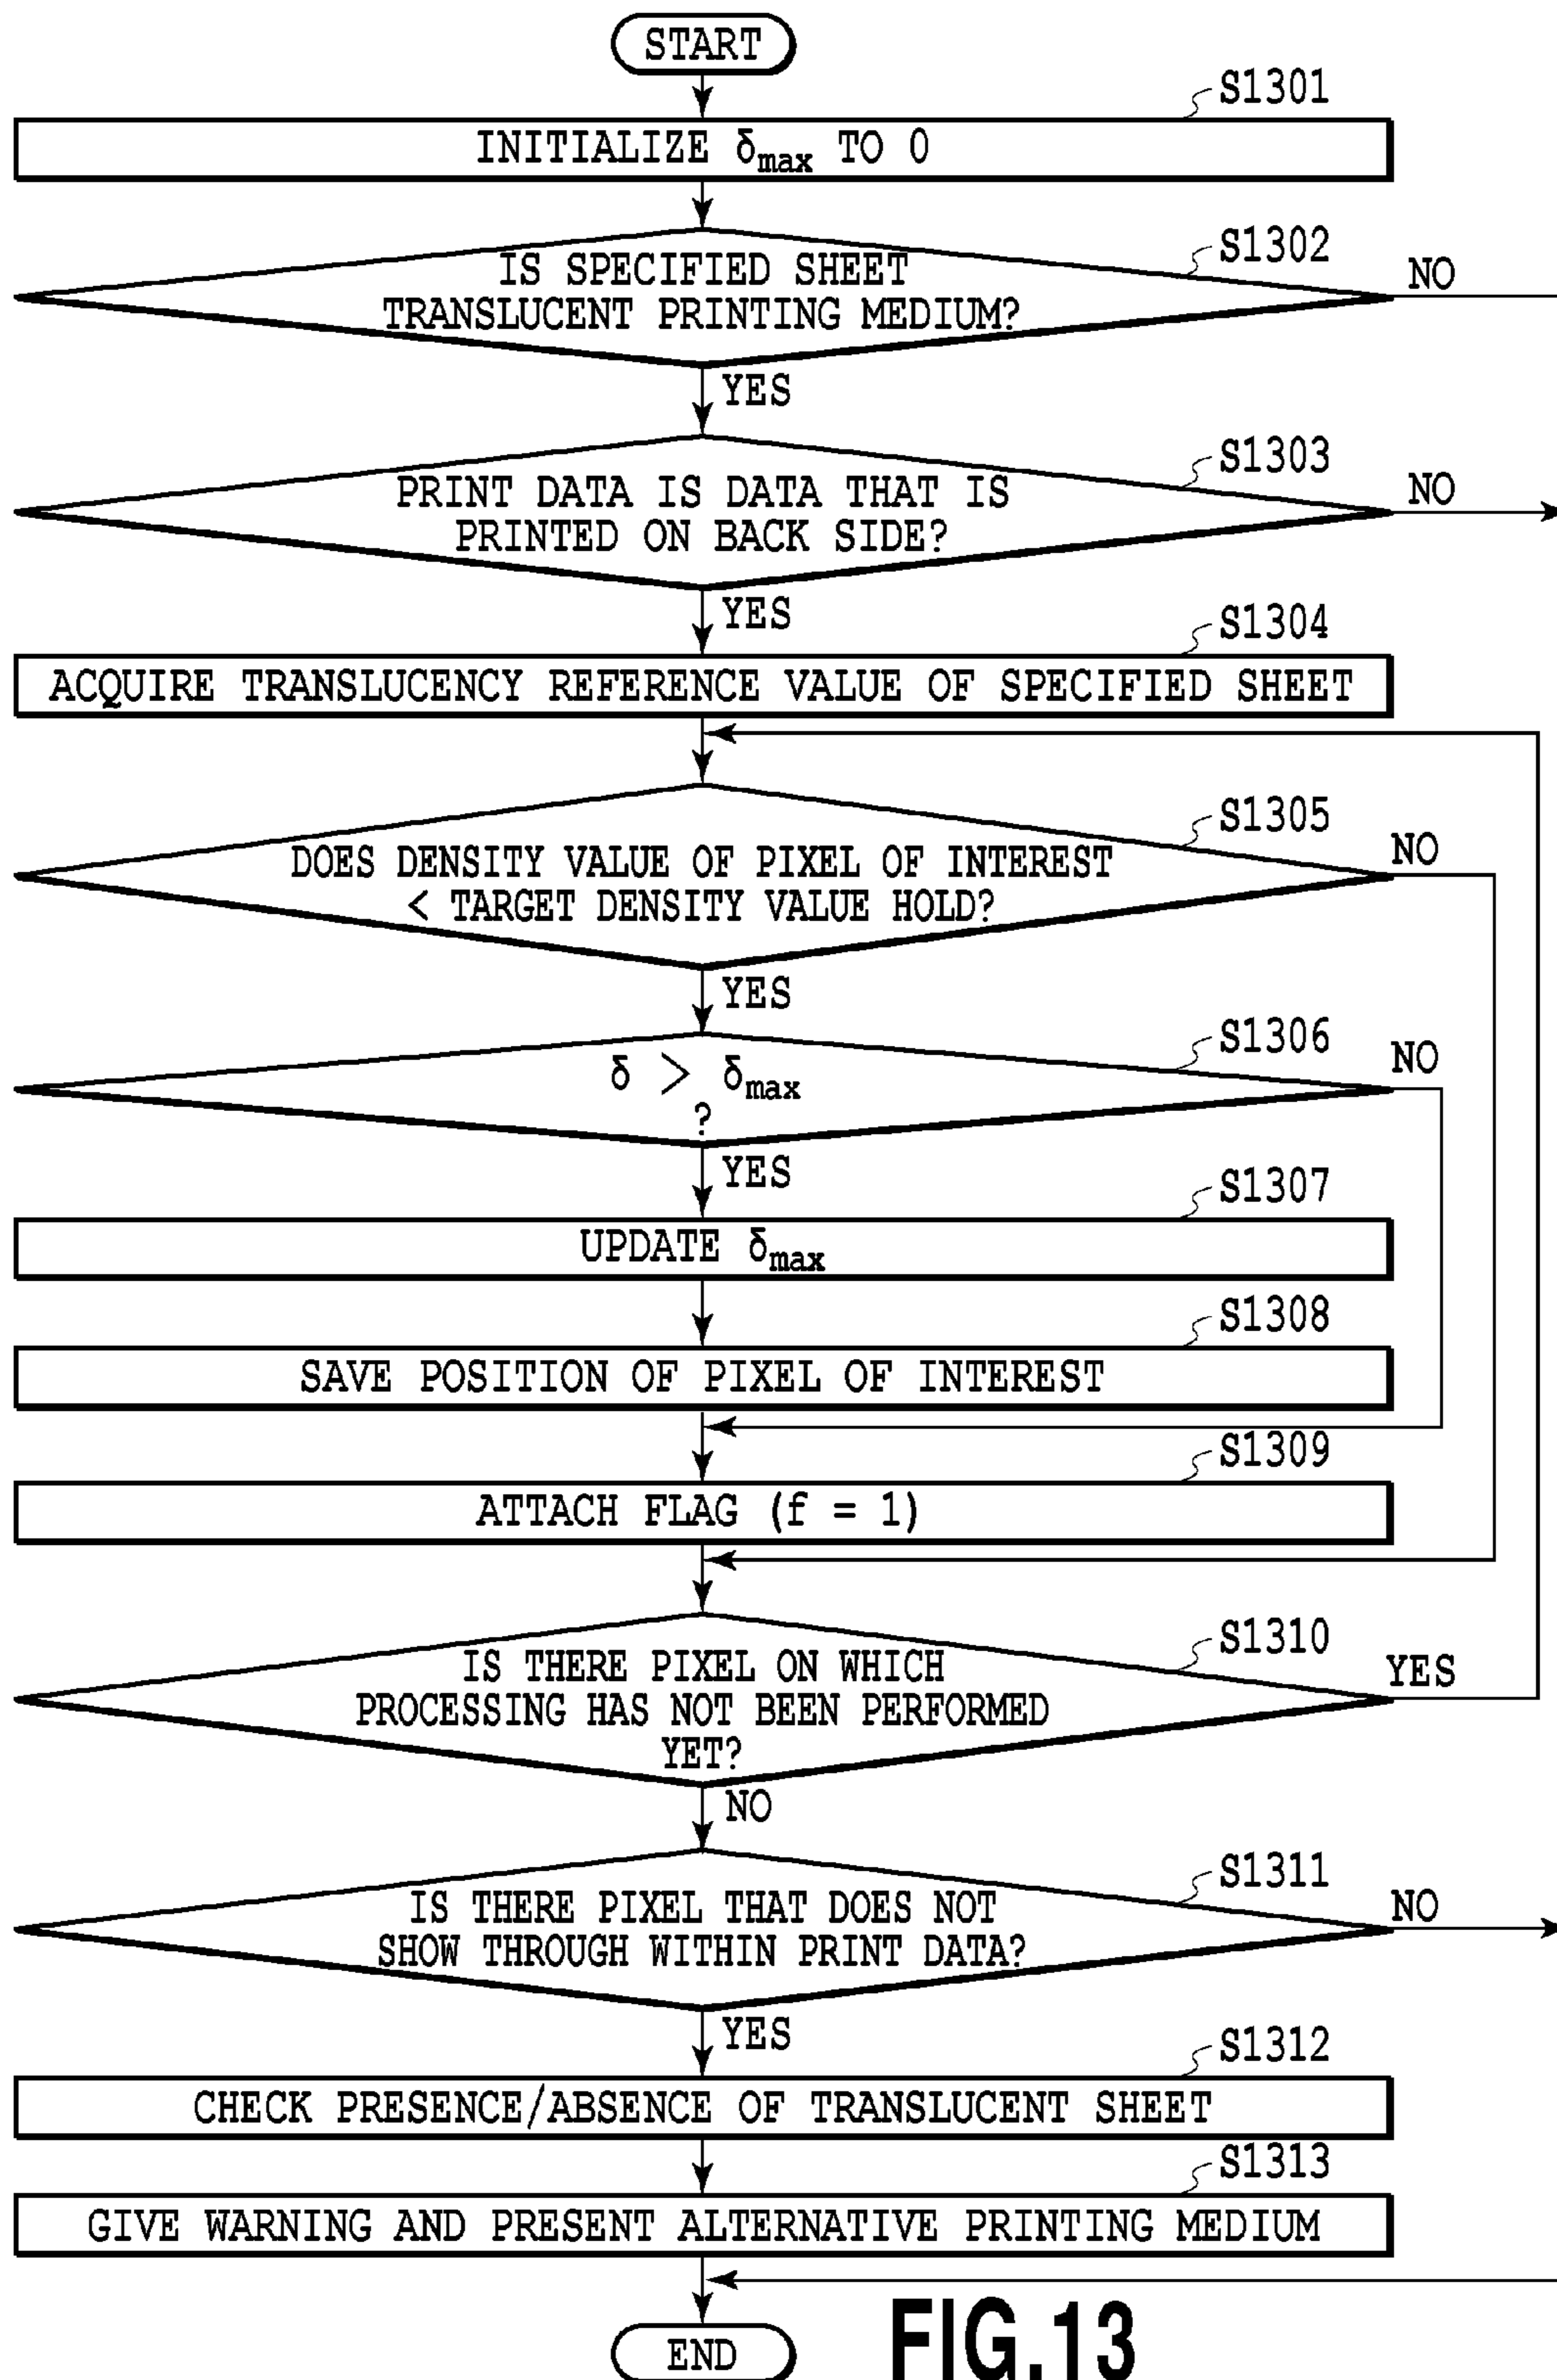 START
S1301
INITIALIZE δmax TO 0
S1302
IS SPECIFIED SHEET
TRANSLUCENT PRINTING MEDIUM?
NO
YES
S1303
PRINT DATA IS DATA THAT IS
PRINTED ON BACK SIDE?
NO
YES
S1304
ACQUIRE TRANSLUCENCY REFERENCE VALUE OF SPECIFIED SHEET
S1305
DOES DENSITY VALUE OF PIXEL OF INTEREST
< TARGET DENSITY VALUE HOLD?
NO
YES
S1306
δ > δmax
?
NO
YES
S1307
UPDATE δmax
S1308
SAVE POSITION OF PIXEL OF INTEREST
S1309
ATTACH FLAG (f = 1)
S1310
IS THERE PIXEL ON WHICH
PROCESSING HAS NOT BEEN PERFORMED
YET?
YES
NO
S1311
IS THERE PIXEL THAT DOES NOT
SHOW THROUGH WITHIN PRINT DATA?
NO
YES
S1312
CHECK PRESENCE/ABSENCE OF TRANSLUCENT SHEET
S1313
GIVE WARNING AND PRESENT ALTERNATIVE PRINTING MEDIUM
END
FIG.13